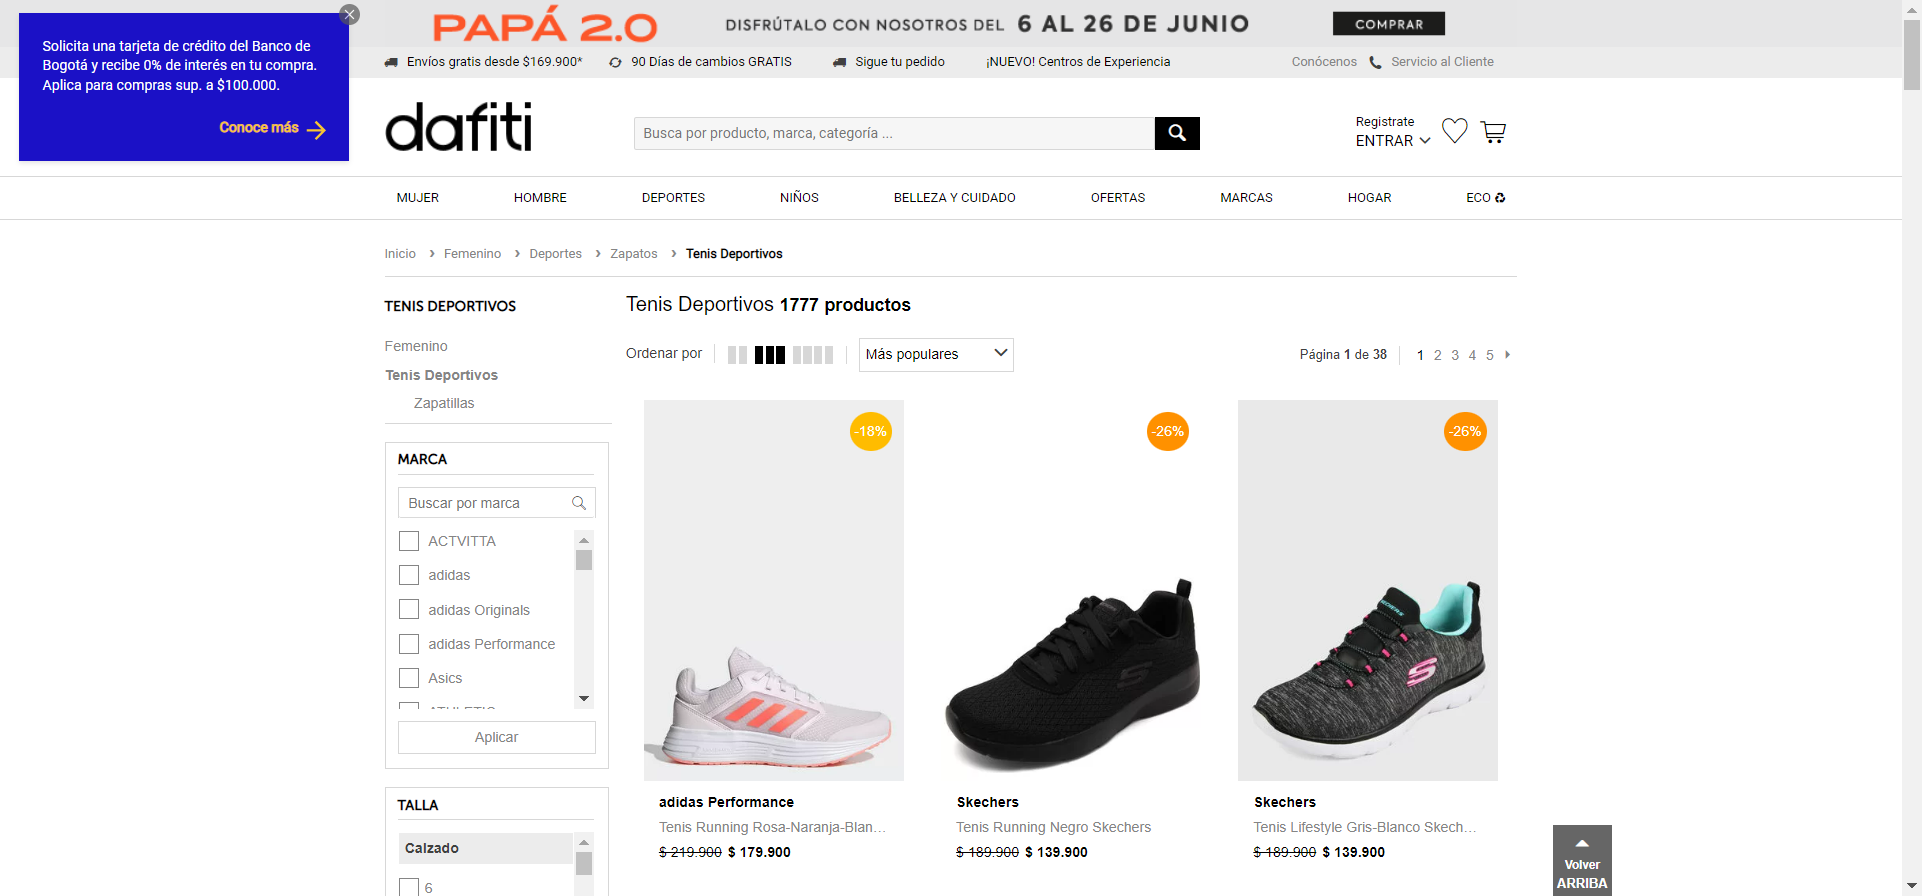 Solicita una tarjeta de crédito del Banco de
Bogotá y recibe 0% de interés en tu compra.
Aplica para compras sup. a $100.000.
Conoce más
PAPÁ 2.0 DISFRÚTALO CON NOSOTROS DEL 6 AL 26 DE JUNIO COMPRAR
Envíos gratis desde $169.900* 90 Días de cambios GRATIS Sigue tu pedido ¡NUEVO! Centros de Experiencia Conócenos Servicio al Cliente
dafiti
Busca por producto, marca, categoría ...
Registrate
ENTRAR
MUJER HOMBRE DEPORTES NIÑOS BELLEZA Y CUIDADO OFERTAS MARCAS HOGAR ECO
Inicio › Femenino › Deportes › Zapatos › Tenis Deportivos
TENIS DEPORTIVOS
Femenino
Tenis Deportivos
Zapatillas
MARCA
Buscar por marca
ACTVITTA
adidas
adidas Originals
adidas Performance
Asics
Aplicar
TALLA
Calzado
6
Tenis Deportivos 1777 productos
Ordenar por Más populares Página 1 de 38 1 2 3 4 5
-18% -26% -26%
SKECHERS
adidas Performance
Tenis Running Rosa-Naranja-Blan...
$ 219.900 $ 179.900
Skechers
Tenis Running Negro Skechers
$ 189.900 $ 139.900
Skechers
Tenis Lifestyle Gris-Blanco Skech...
$ 189.900 $ 139.900
Volver
ARRIBA